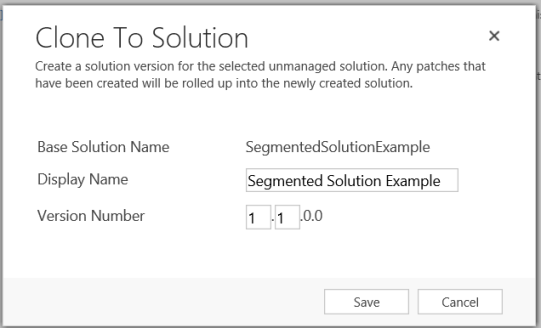 Clone To Solution
Create a solution version for the selected unmanaged solution. Any patches that
have been created will be rolled up into the newly created solution.
Base Solution Name SegmentedSolutionExample
Display Name Segmented Solution Example
Version Number 1 . 1 .0.0
Save Cancel